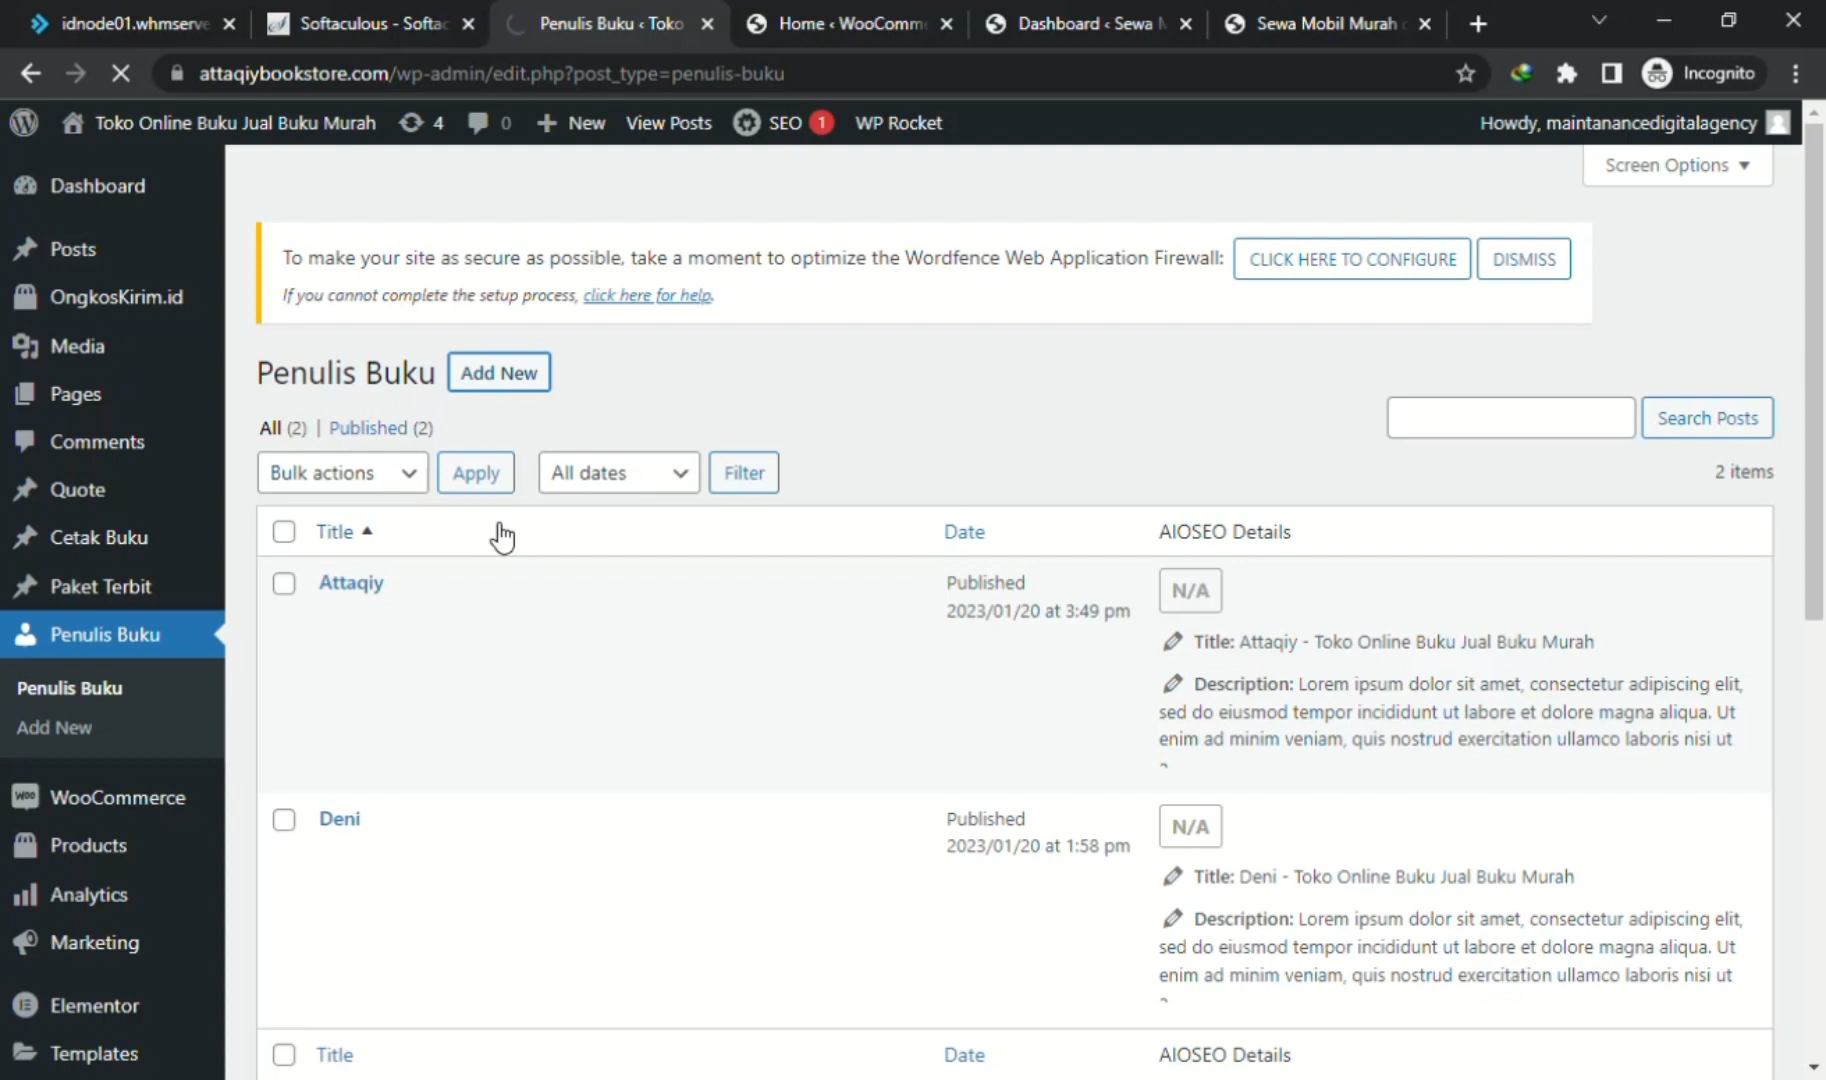 idnode01.whmserve
Softaculous - Softac
Penulis Buku ‹ Toko
Home ‹ WooComme
Dashboard ‹ Sewa M
Sewa Mobil Murah
attaqiybookstore.com/wp-admin/edit.php?post_type=penulis-buku
Incognito
Toko Online Buku Jual Buku Murah 4 0 New View Posts SEO 1 WP Rocket
Howdy, maintanancedigitalagency
Screen Options
Dashboard
Posts
OngkosKirim.id
Media
Pages
Comments
Quote
Cetak Buku
Paket Terbit
Penulis Buku
Penulis Buku
Add New
WooCommerce
Products
Analytics
Marketing
Elementor
Templates
To make your site as secure as possible, take a moment to optimize the Wordfence Web Application Firewall: CLICK HERE TO CONFIGURE DISMISS
If you cannot complete the setup process, click here for help.
Penulis Buku Add New
All (2) | Published (2)
Search Posts
Bulk actions Apply All dates Filter
2 items
Title Date AIOSEO Details
Attaqiy
Published
2023/01/20 at 3:49 pm
N/A
Title: Attaqiy - Toko Online Buku Jual Buku Murah
Description: Lorem ipsum dolor sit amet, consectetur adipiscing elit,
sed do eiusmod tempor incididunt ut labore et dolore magna aliqua. Ut
enim ad minim veniam, quis nostrud exercitation ullamco laboris nisi ut
Deni
Published
2023/01/20 at 1:58 pm
N/A
Title: Deni - Toko Online Buku Jual Buku Murah
Description: Lorem ipsum dolor sit amet, consectetur adipiscing elit,
sed do eiusmod tempor incididunt ut labore et dolore magna aliqua. Ut
enim ad minim veniam, quis nostrud exercitation ullamco laboris nisi ut
Title Date AIOSEO Details